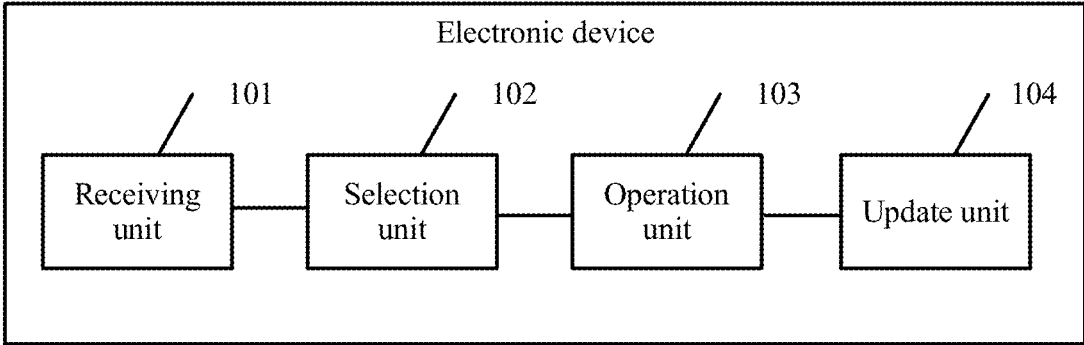 Electronic device
101
102
103
104
Receiving
unit
Selection
unit
Operation
unit
Update unit